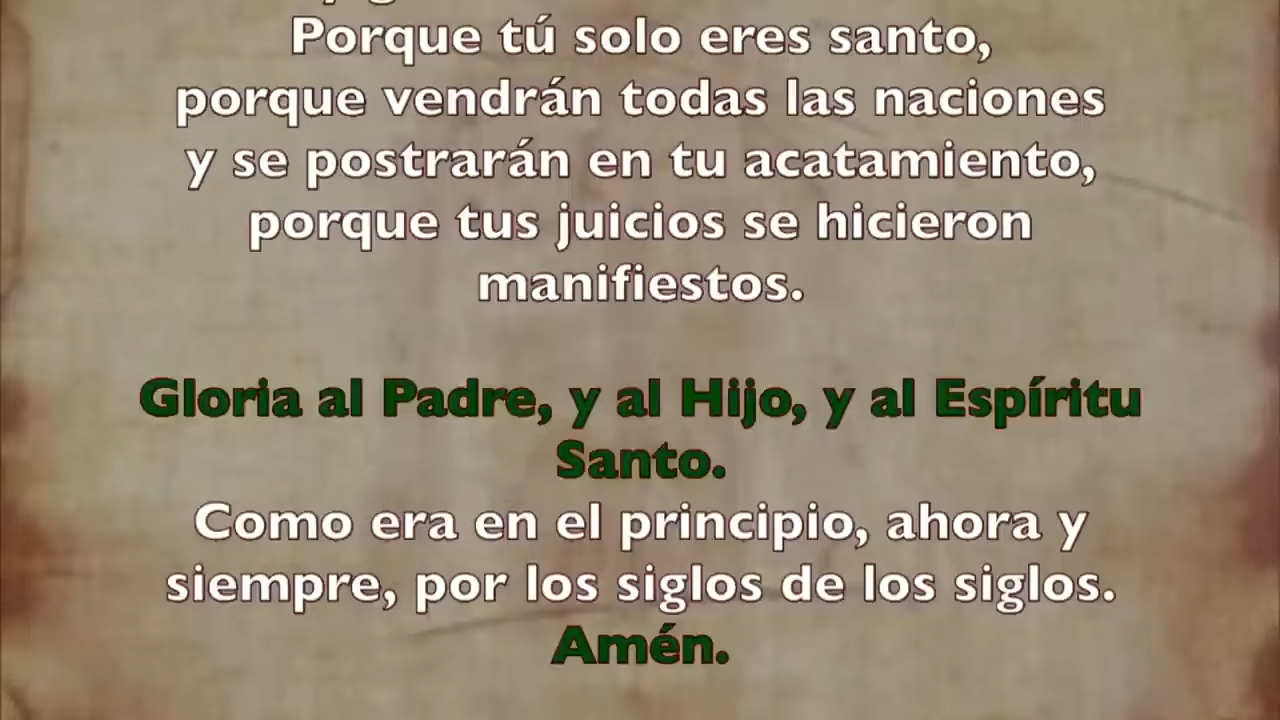 Porque tú solo eres santo,
porque vendrán todas las naciones
y se postrarán en tu acatamiento,
porque tus juicios se hicieron
manifiestos.
Gloria al Padre, y al Hijo, y al Espíritu
Santo.
Como era en el principio, ahora y
siempre, por los siglos de los siglos.
Amén.